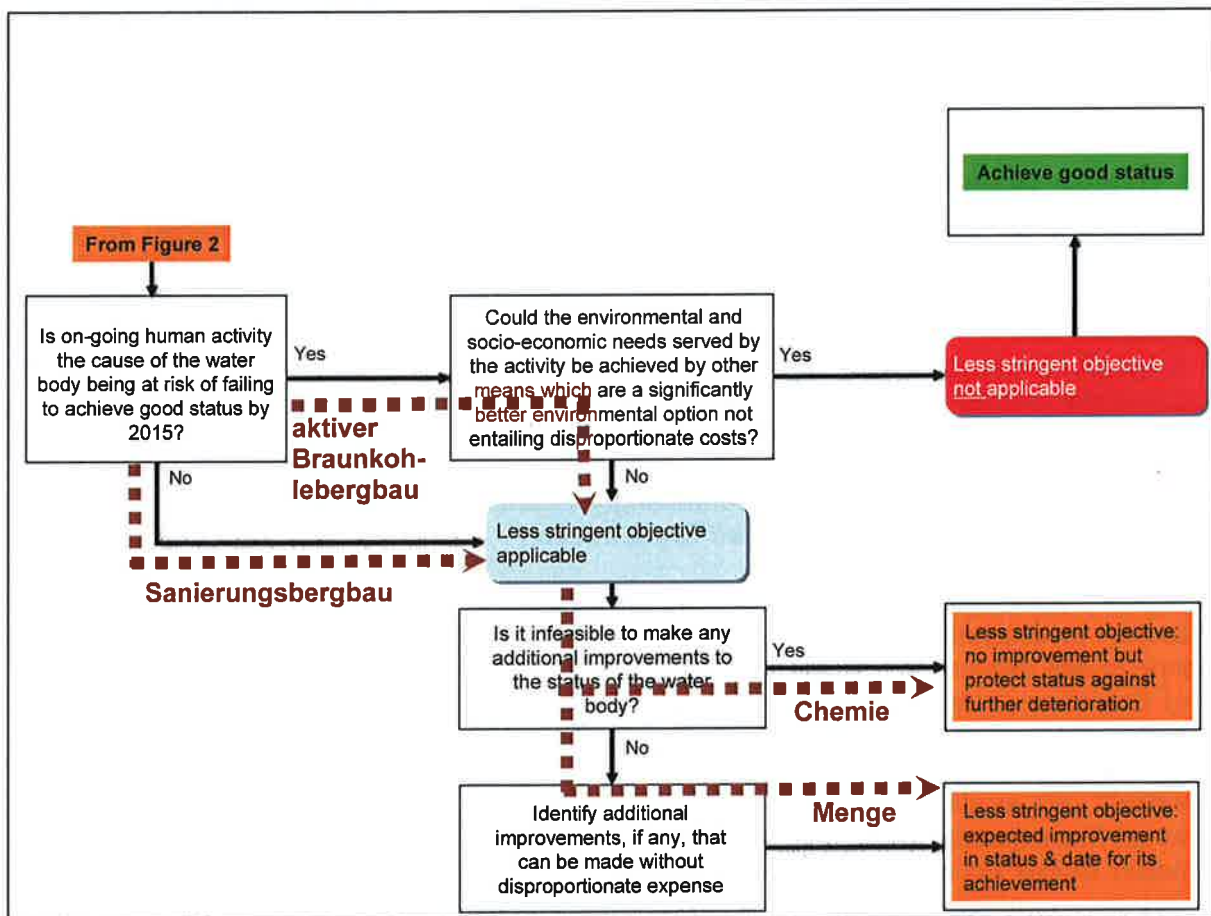 Achieve good status
From Figure 2
Is on-going human activity
the cause of the water
body being at risk of failing
to achieve good status by
2015?
Yes
Could the environmental and
socio-economic needs served by
the activity be achieved by other
means which are a significantly
better environmental option not
entailing disproportionate costs?
Yes
Less stringent objective
not applicable
aktiver
Braunkoh-
lebergbau
No
No
Less stringent objective
applicable
Sanierungsbergbau
Is it infeasible to make any
additional improvements to
the status of the water
body?
Yes
Less stringent objective:
no improvement but
protect status against
further deterioration
Chemie
No
Menge
Identify additional
improvements, if any, that
can be made without
disproportionate expense
Less stringent objective:
expected improvement
in status & date for its
achievement